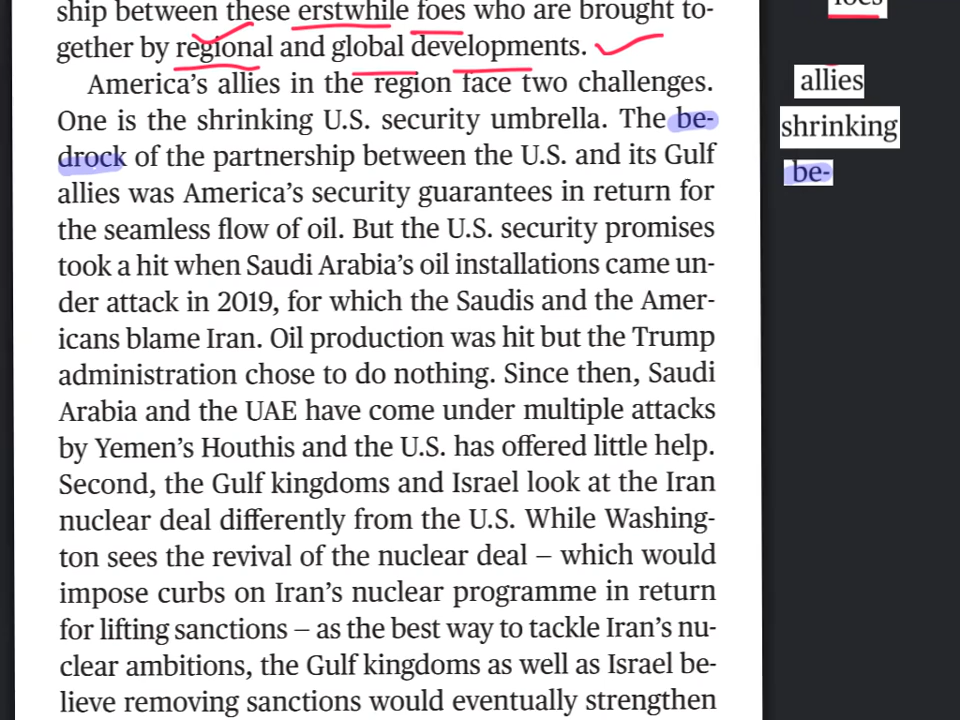 ship between these erstwhile foes who are brought to-
gether by regional and global developments.
America's allies in the region face two challenges.
One is the shrinking U.S. security umbrella. The be-
drock of the partnership between the U.S. and its Gulf
allies was America's security guarantees in return for
the seamless flow of oil. But the U.S. security promises
took a hit when Saudi Arabia's oil installations came un-
der attack in 2019, for which the Saudis and the Amer-
icans blame Iran. Oil production was hit but the Trump
administration chose to do nothing. Since then, Saudi
Arabia and the UAE have come under multiple attacks
by Yemen's Houthis and the U.S. has offered little help.
Second, the Gulf kingdoms and Israel look at the Iran
nuclear deal differently from the U.S. While Washing-
ton sees the revival of the nuclear deal – which would
impose curbs on Iran's nuclear programme in return
for lifting sanctions – as the best way to tackle Iran's nu-
clear ambitions, the Gulf kingdoms as well as Israel be-
lieve removing sanctions would eventually strengthen
foes
allies
shrinking
be-